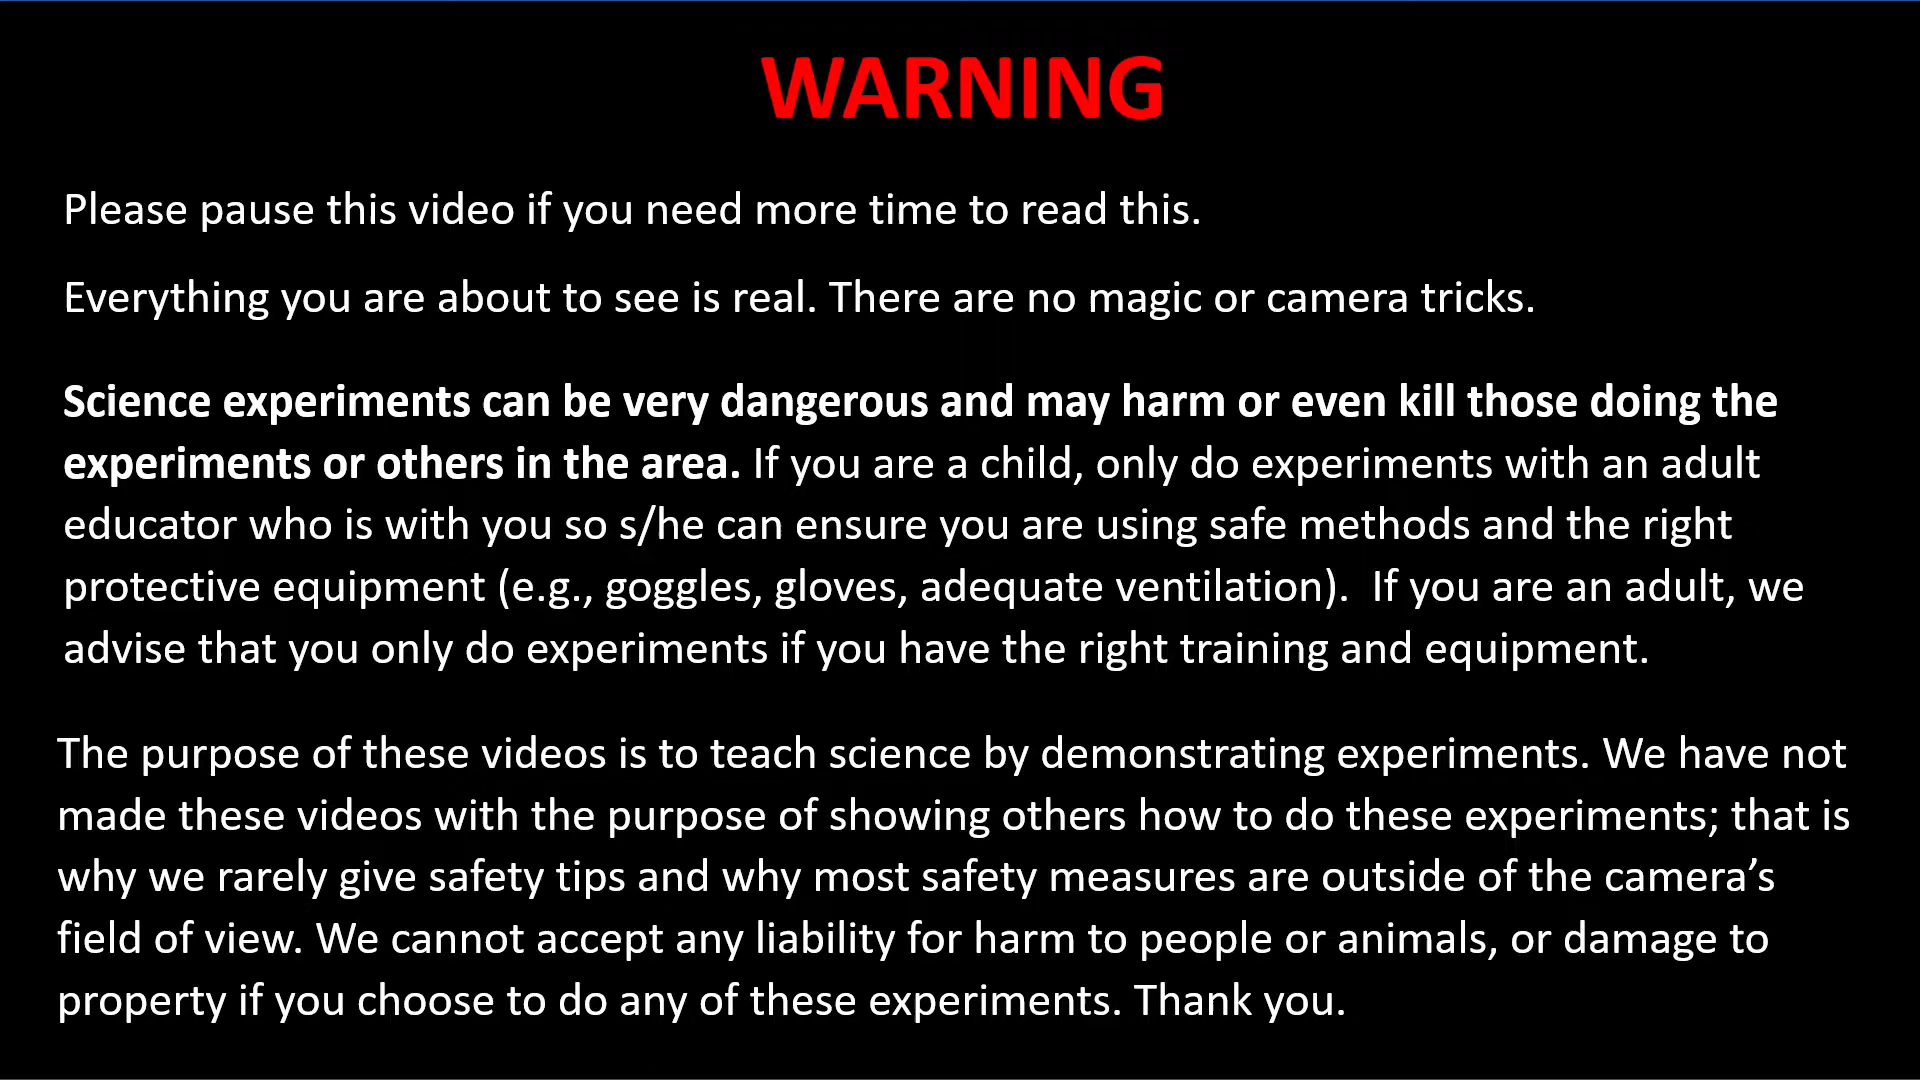 WARNING
Please pause this video if you need more time to read this.
Everything you are about to see is real. There are no magic or camera tricks.
Science experiments can be very dangerous and may harm or even kill those doing the
experiments or others in the area. If you are a child, only do experiments with an adult
educator who is with you so s/he can ensure you are using safe methods and the right
protective equipment (e.g., goggles, gloves, adequate ventilation).  If you are an adult, we
advise that you only do experiments if you have the right training and equipment.
The purpose of these videos is to teach science by demonstrating experiments. We have not
made these videos with the purpose of showing others how to do these experiments; that is
why we rarely give safety tips and why most safety measures are outside of the camera’s
field of view. We cannot accept any liability for harm to people or animals, or damage to
property if you choose to do any of these experiments. Thank you.